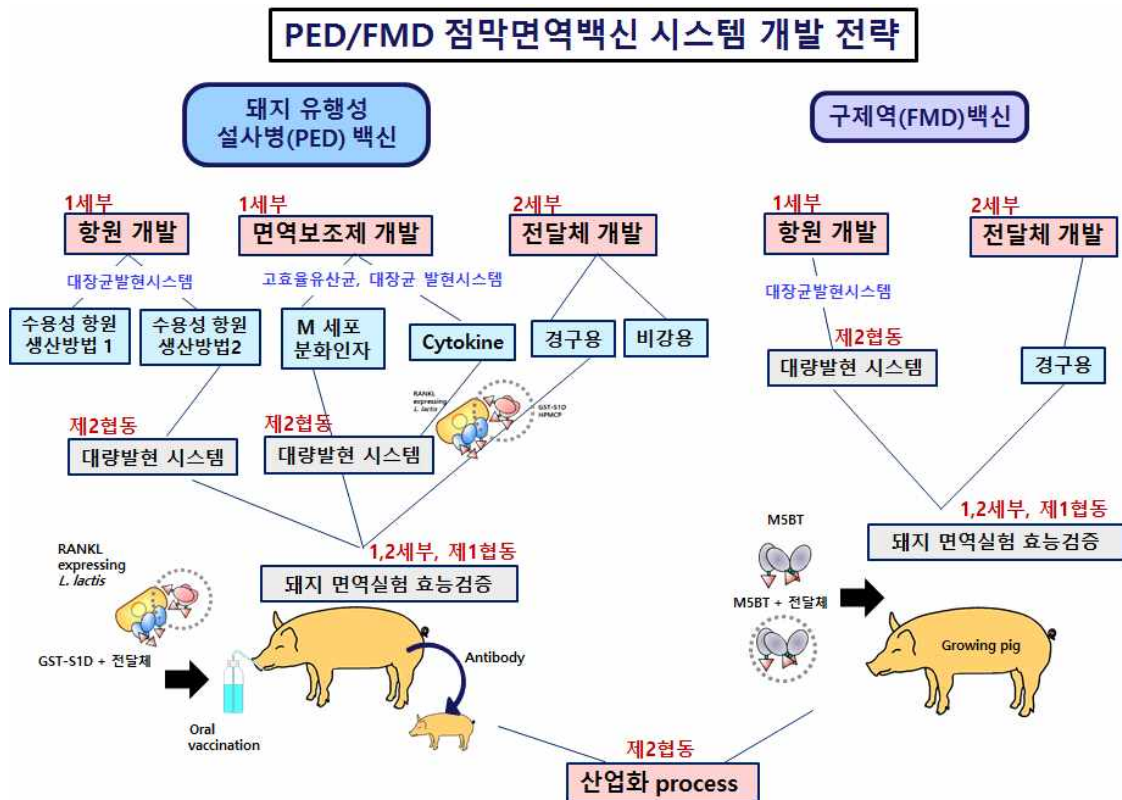 PED/FMD 점막면역백신 시스템 개발 전략
돼지 유행성
설사병(PED) 백신
구제역(FMD)백신
1세부
항원 개발
1세부
면역보조제 개발
2세부
전달체 개발
1세부
항원 개발
2세부
전달체 개발
대장균발현시스템
고효율유산균, 대장균 발현시스템
대장균발현시스템
수용성 항원
생산방법 1
수용성 항원
생산방법2
M 세포
분화인자
Cytokine
경구용
비강용
제2협동
대량발현 시스템
경구용
RANKL
expressing
L. lactis
GST-S1D
HPMCP
제2협동
대량발현 시스템
제2협동
대량발현 시스템
1,2세부, 제1협동
돼지 면역실험 효능검증
1,2세부, 제1협동
돼지 면역실험 효능검증
RANKL
expressing
L. lactis
GST-S1D + 전달체
Oral
vaccination
Antibody
M5BT
M5BT + 전달체
Growing pig
제2협동
산업화 process